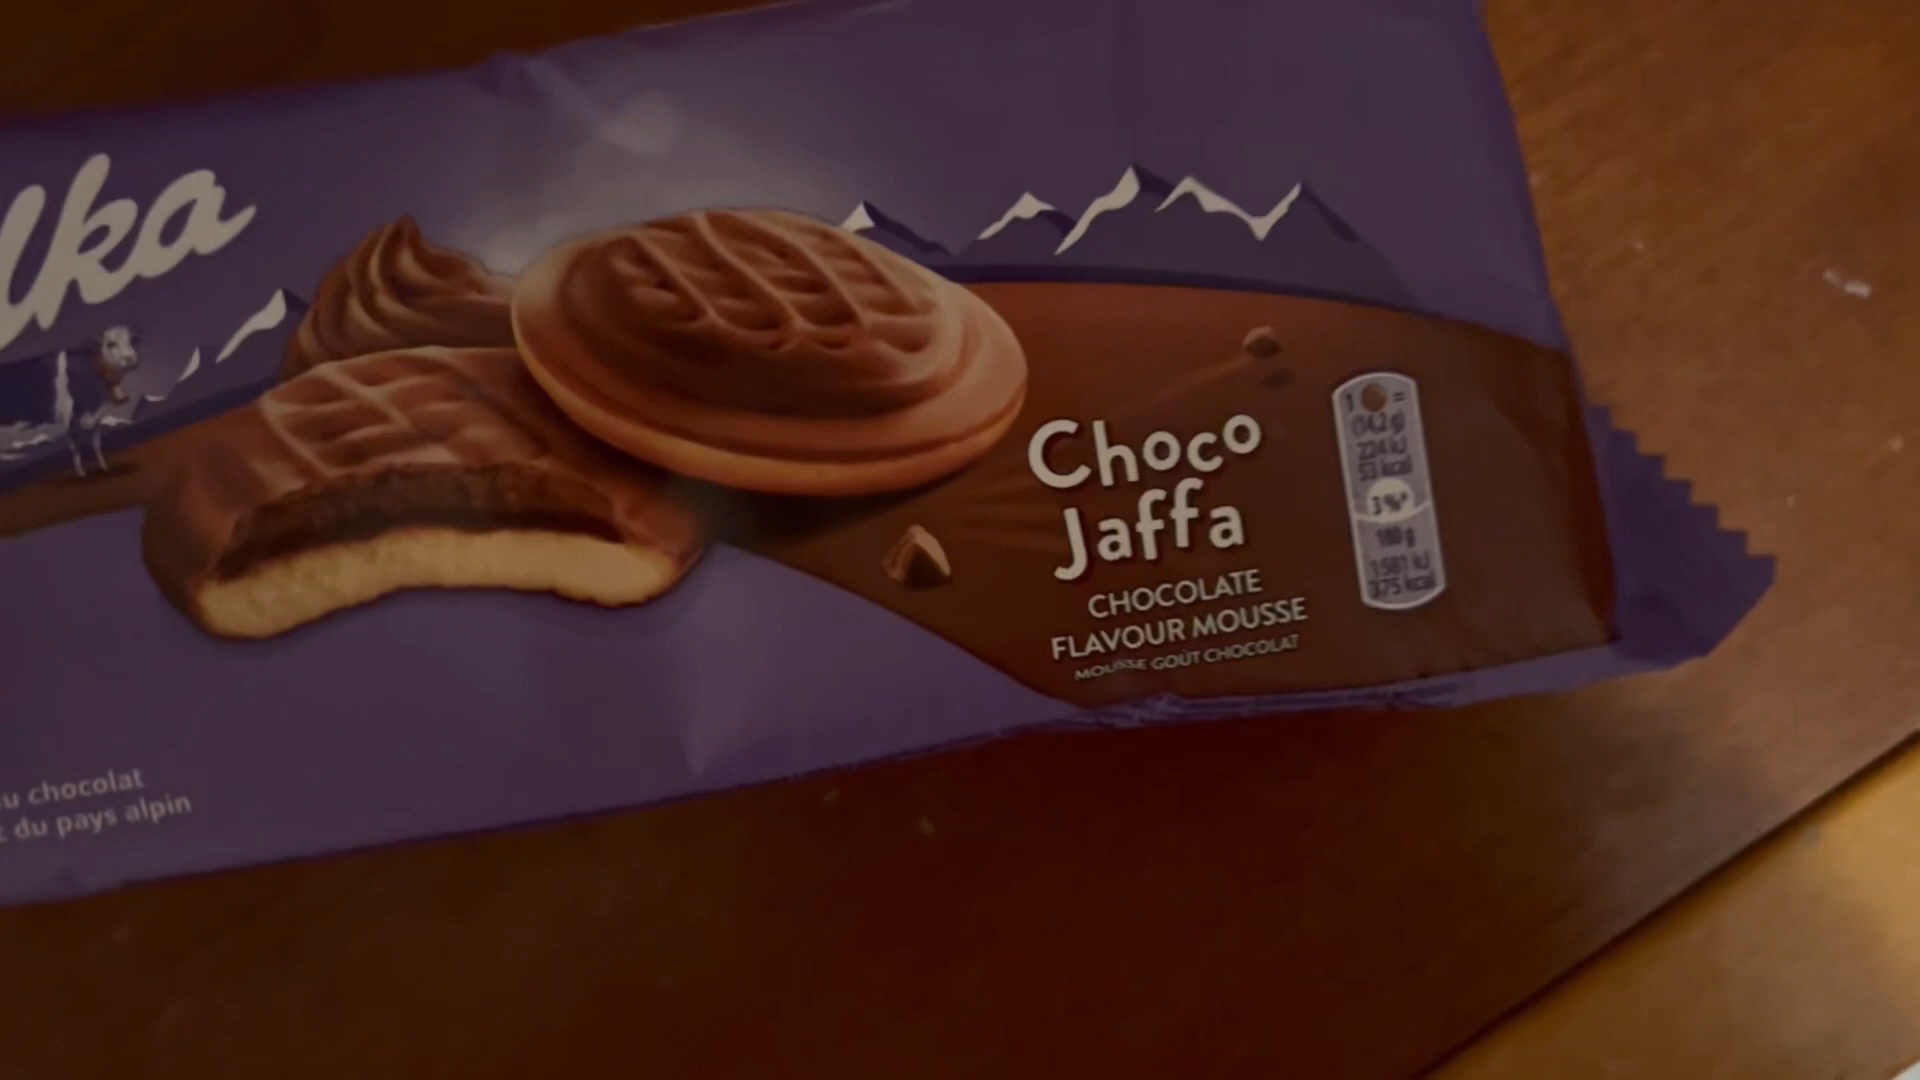 lka
Choco
Jaffa
CHOCOLATE
FLAVOUR MOUSSE
MOUSSE GOÛT CHOCOLAT
1 =
(14,2 g)
224 kJ
53 kcal
3%*
100 g
1581 kJ
375 kcal
u chocolat
t du pays alpin